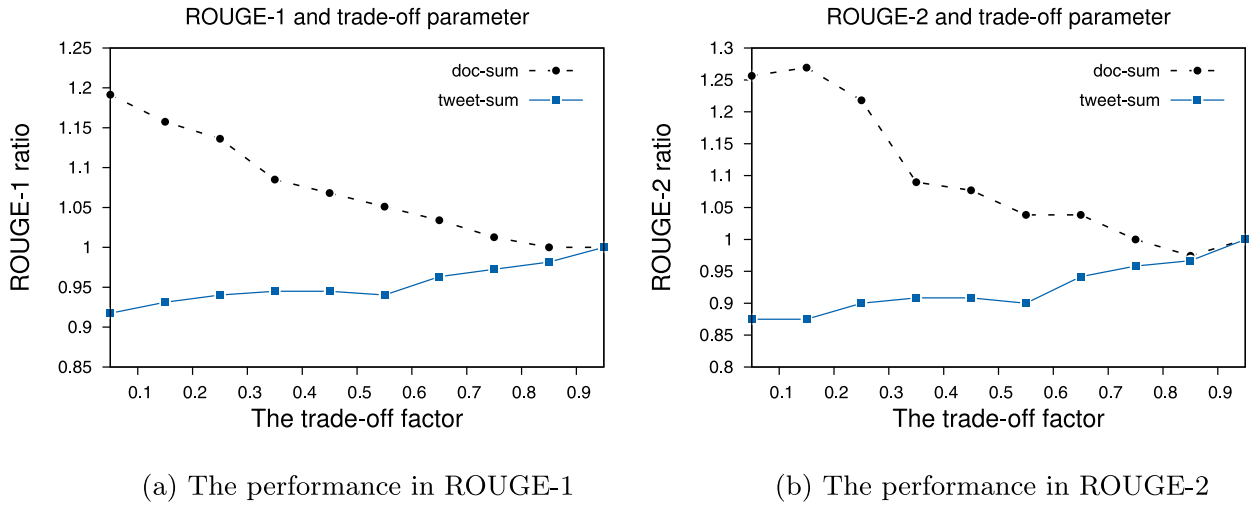 ROUGE-1 and trade-off parameter
1.25
1.2
1.15
1.1
1.05
1
0.95
0.9
0.85
ROUGE-1 ratio
doc-sum
tweet-sum
0.1 0.2 0.3 0.4 0.5 0.6 0.7 0.8 0.9
The trade-off factor
(a) The performance in ROUGE-1
ROUGE-2 and trade-off parameter
1.3
1.25
1.2
1.15
1.1
1.05
1
0.95
0.9
0.85
0.8
ROUGE-2 ratio
doc-sum
tweet-sum
0.1 0.2 0.3 0.4 0.5 0.6 0.7 0.8 0.9
The trade-off factor
(b) The performance in ROUGE-2